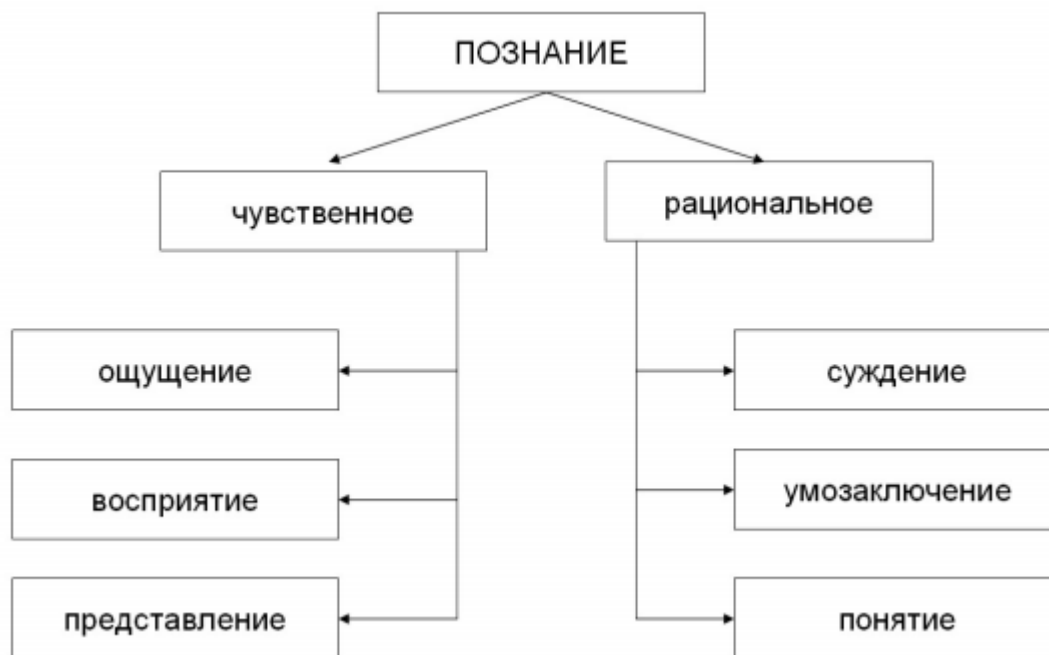 ПОЗНАНИЕ
чувственное
рациональное
ощущение
суждение
восприятие
умозаключение
представление
понятие